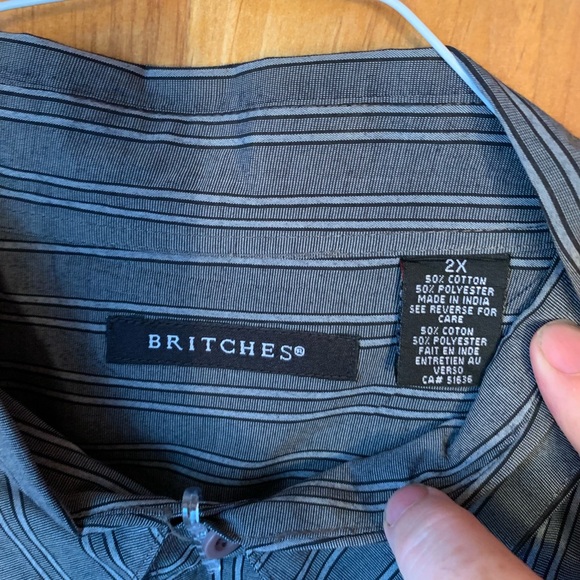 BRITCHES®
2X
50% COTTON
50% POLYESTER
MADE IN INDIA
SEE REVERSE FOR
CARE
50% COTON
50% POLYESTER
FAIT EN INDE
ENTRETIEN AU
VERSO
CA# 51636